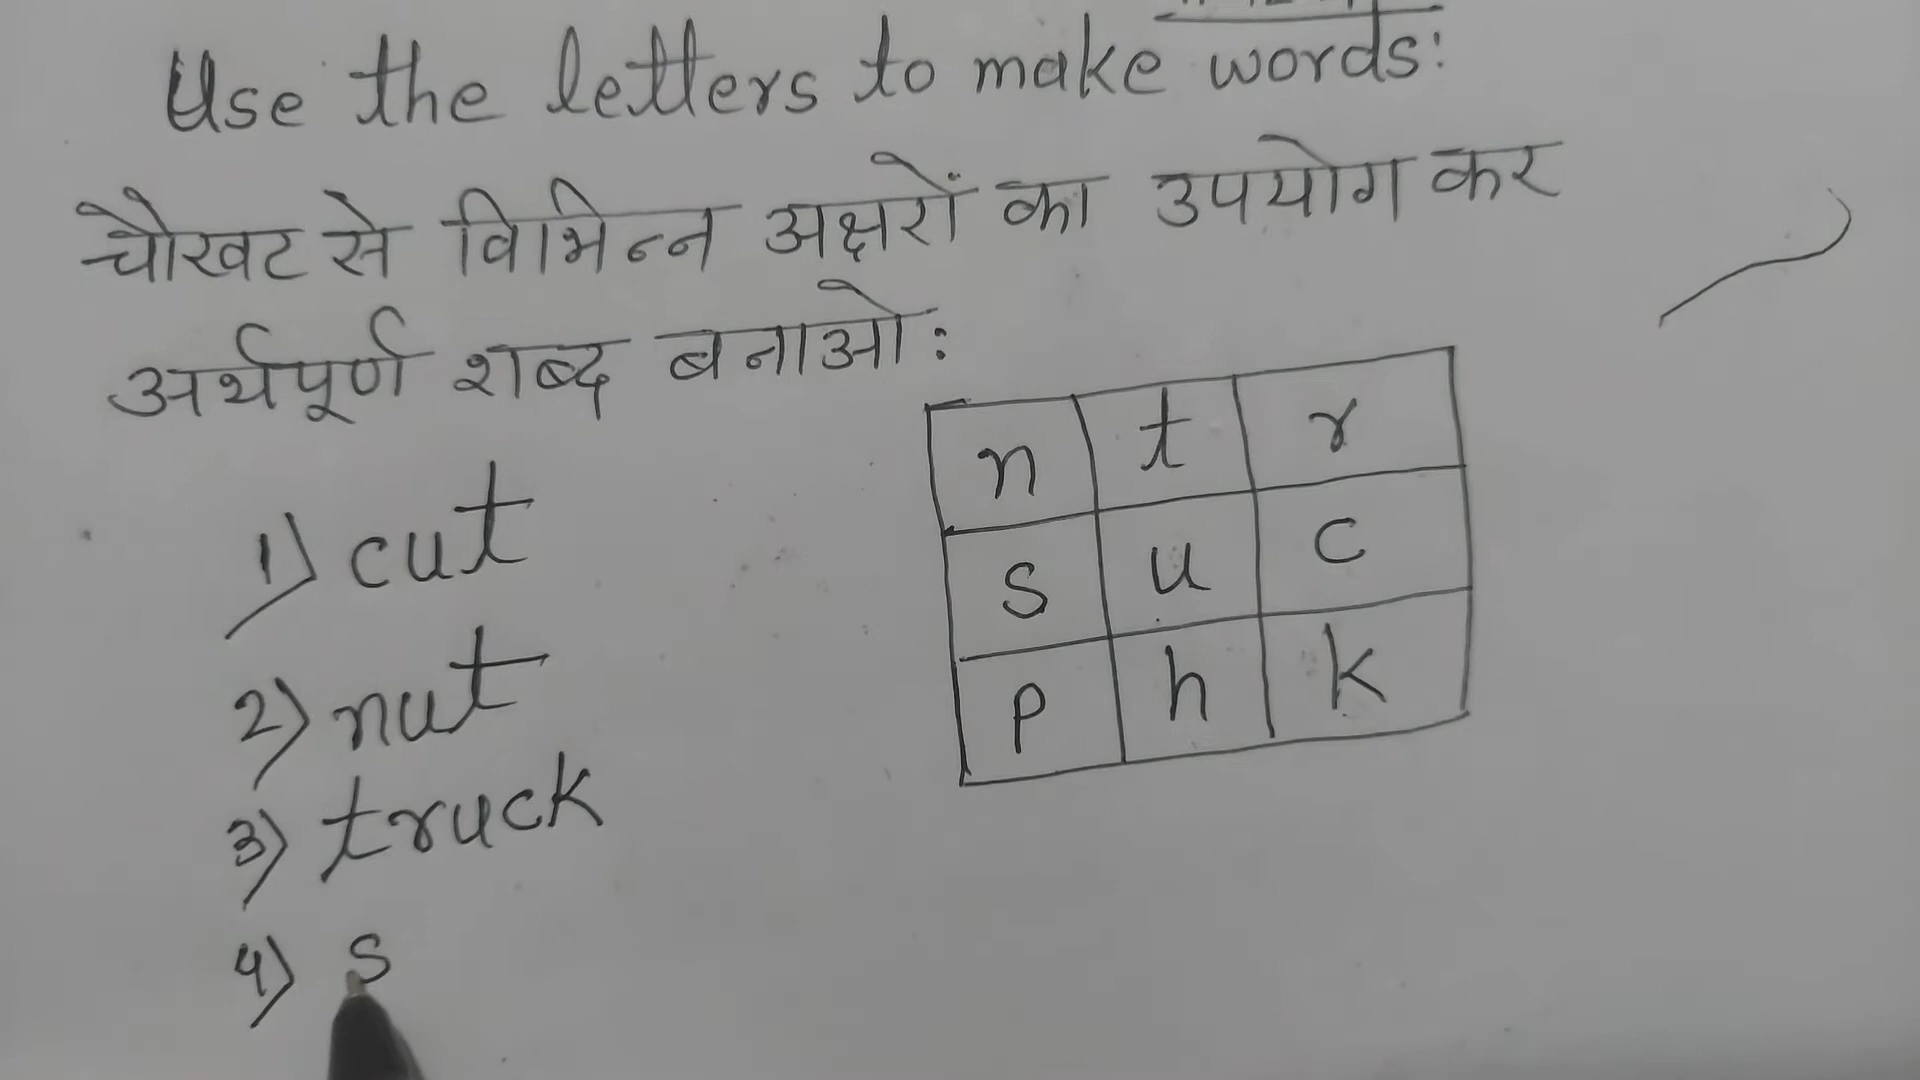 Use the letters to make words:
चौखट से विभिन्न अक्षरों का उपयोग कर
अर्थपूर्ण शब्द बनाओ:
n t r
s u c
p h k
1) cut
2) nut
3) truck
4) s